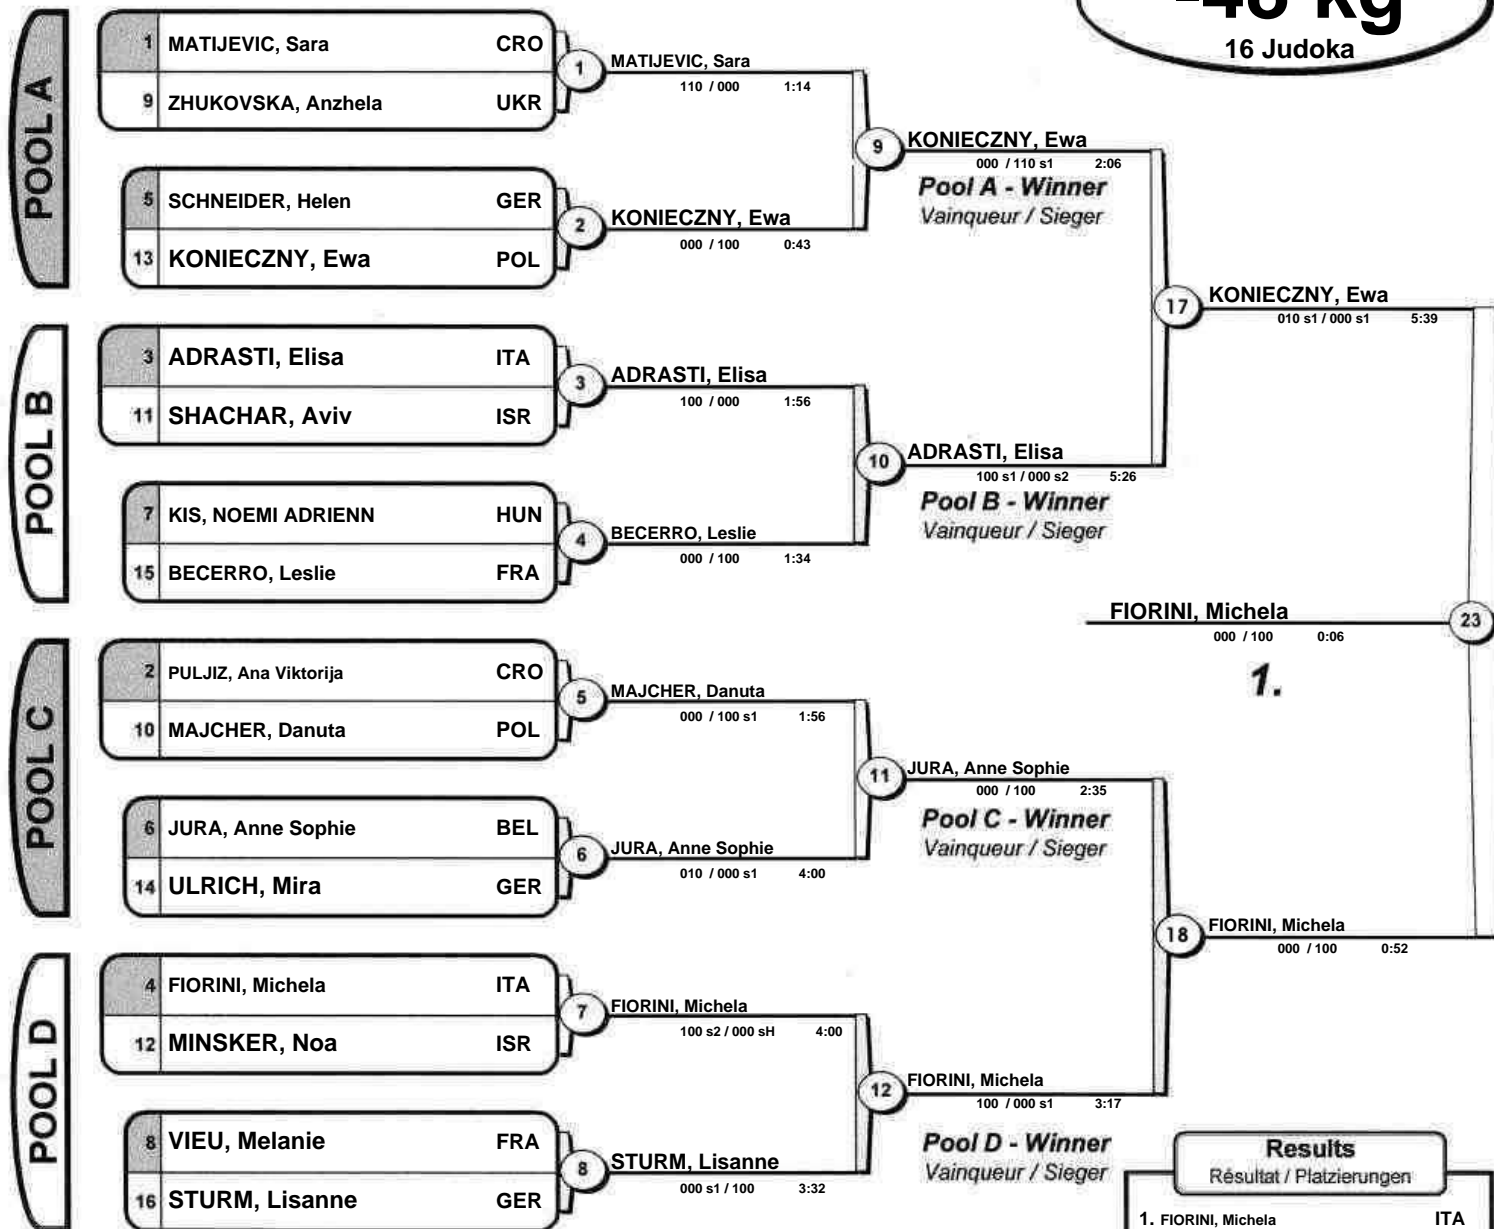 -48 kg
16 Judoka
POOL A
1 MATIJEVIC, Sara CRO
9 ZHUKOVSKA, Anzhela UKR
5 SCHNEIDER, Helen GER
13 KONIECZNY, Ewa POL
1 MATIJEVIC, Sara
110 / 000 1:14
2 KONIECZNY, Ewa
000 / 100 0:43
9 KONIECZNY, Ewa
000 / 110 s1 2:06
Pool A - Winner
Vainqueur / Sieger
POOL B
3 ADRASTI, Elisa ITA
11 SHACHAR, Aviv ISR
7 KIS, NOEMI ADRIENN HUN
15 BECERRO, Leslie FRA
3 ADRASTI, Elisa
100 / 000 1:56
4 BECERRO, Leslie
000 / 100 1:34
10 ADRASTI, Elisa
100 s1 / 000 s2 5:26
Pool B - Winner
Vainqueur / Sieger
17 KONIECZNY, Ewa
010 s1 / 000 s1 5:39
POOL C
2 PULJIZ, Ana Viktorija CRO
10 MAJCHER, Danuta POL
6 JURA, Anne Sophie BEL
14 ULRICH, Mira GER
5 MAJCHER, Danuta
000 / 100 s1 1:56
6 JURA, Anne Sophie
010 / 000 s1 4:00
11 JURA, Anne Sophie
000 / 100 2:35
Pool C - Winner
Vainqueur / Sieger
POOL D
4 FIORINI, Michela ITA
12 MINSKER, Noa ISR
8 VIEU, Melanie FRA
16 STURM, Lisanne GER
7 FIORINI, Michela
100 s2 / 000 sH 4:00
8 STURM, Lisanne
000 s1 / 100 3:32
12 FIORINI, Michela
100 / 000 s1 3:17
Pool D - Winner
Vainqueur / Sieger
18 FIORINI, Michela
000 / 100 0:52
FIORINI, Michela 23
000 / 100 0:06
1.
Results
Résultat / Platzierungen
1. FIORINI, Michela ITA